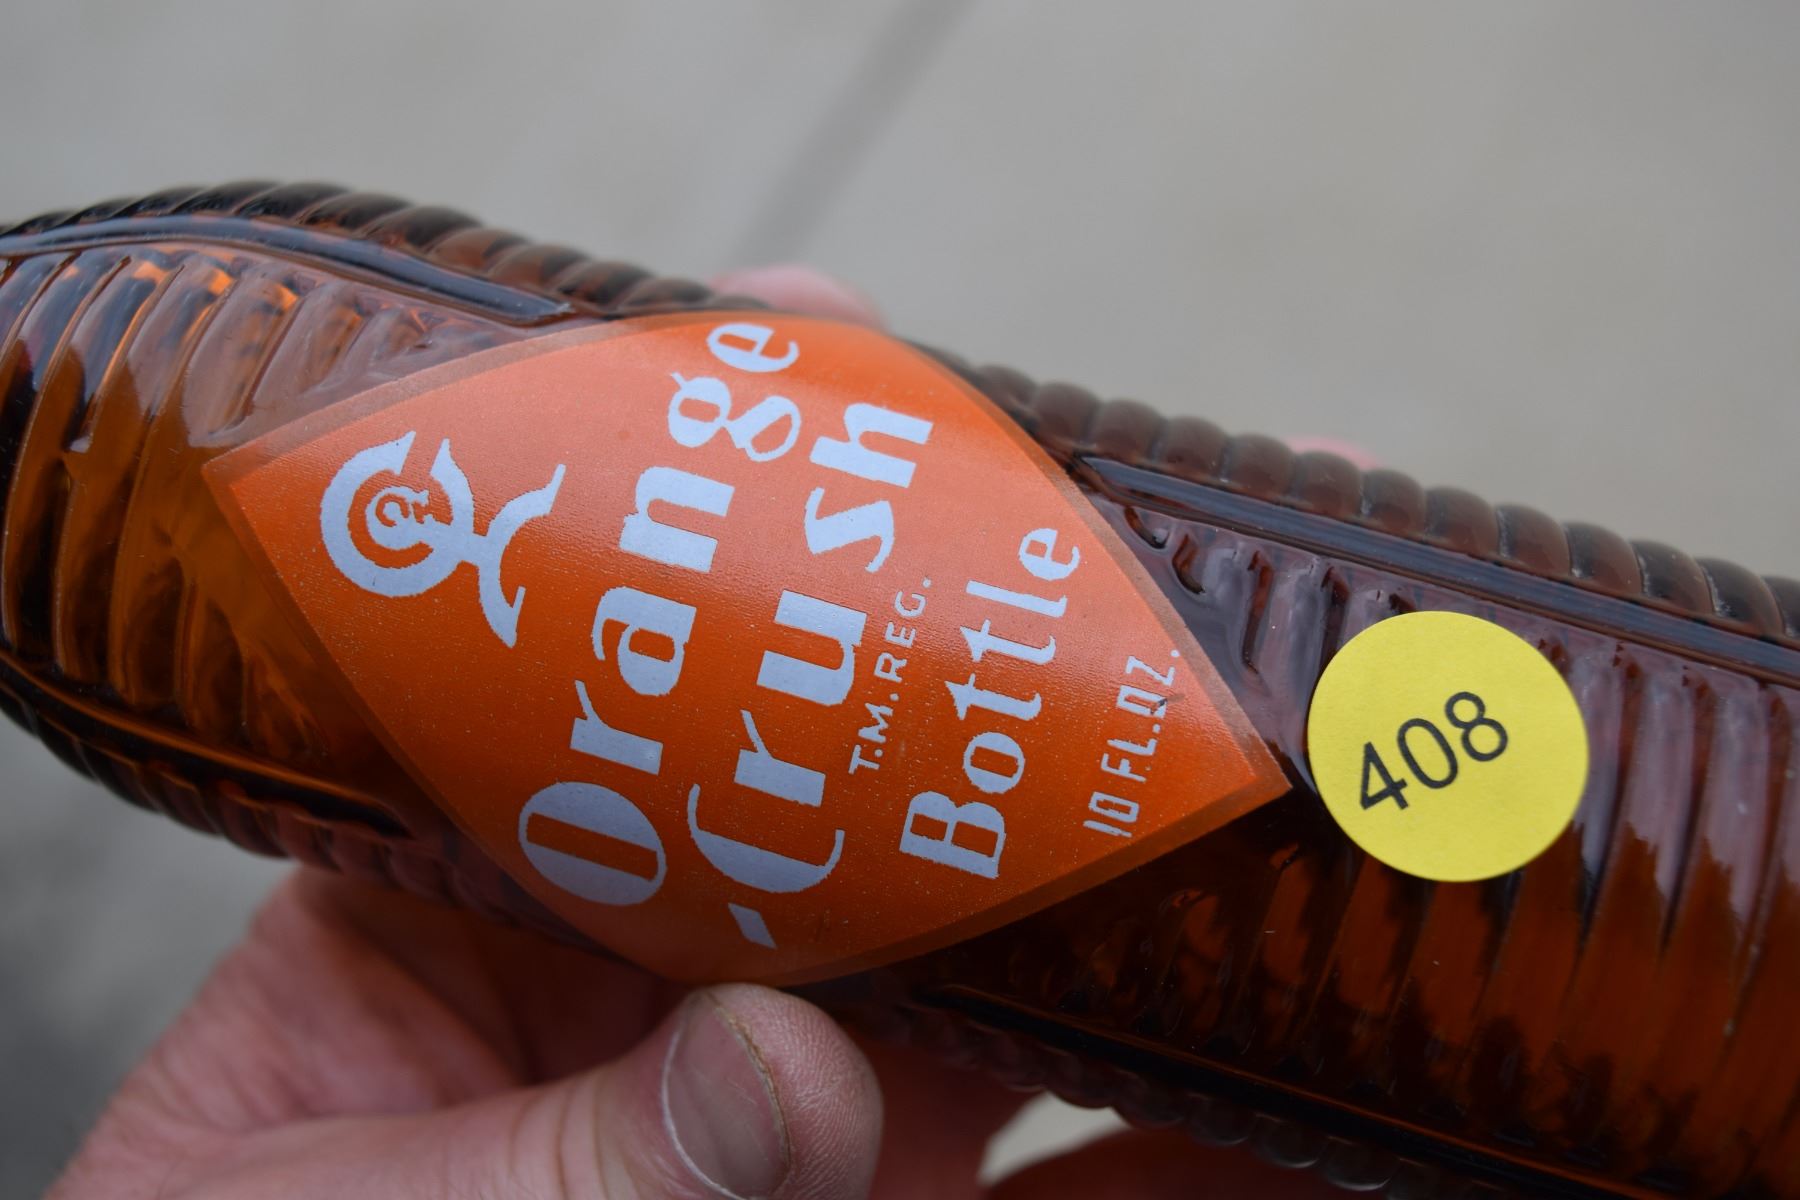 Orange
Crush
T.M.REG.
Bottle
10 FL.OZ.
408